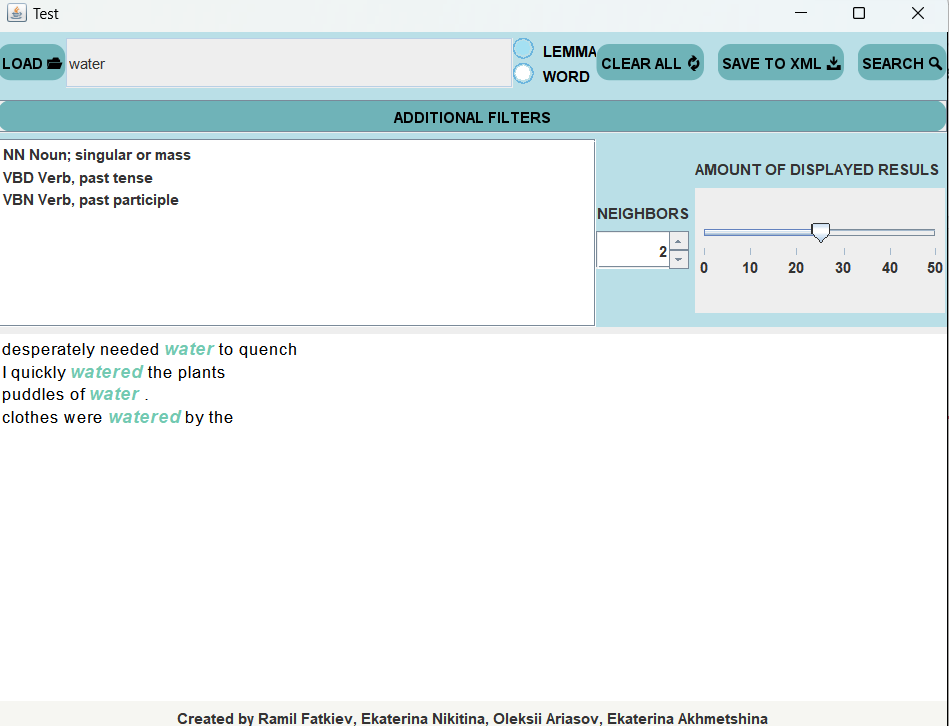 Test
LOAD
water
LEMMA
WORD
CLEAR ALL
SAVE TO XML
SEARCH
ADDITIONAL FILTERS
NN Noun; singular or mass
VBD Verb, past tense
VBN Verb, past participle
NEIGHBORS
2
AMOUNT OF DISPLAYED RESULS
0 10 20 30 40 50
desperately needed water to quench
I quickly watered the plants
puddles of water .
clothes were watered by the
Created by Ramil Fatkiev, Ekaterina Nikitina, Oleksii Ariasov, Ekaterina Akhmetshina